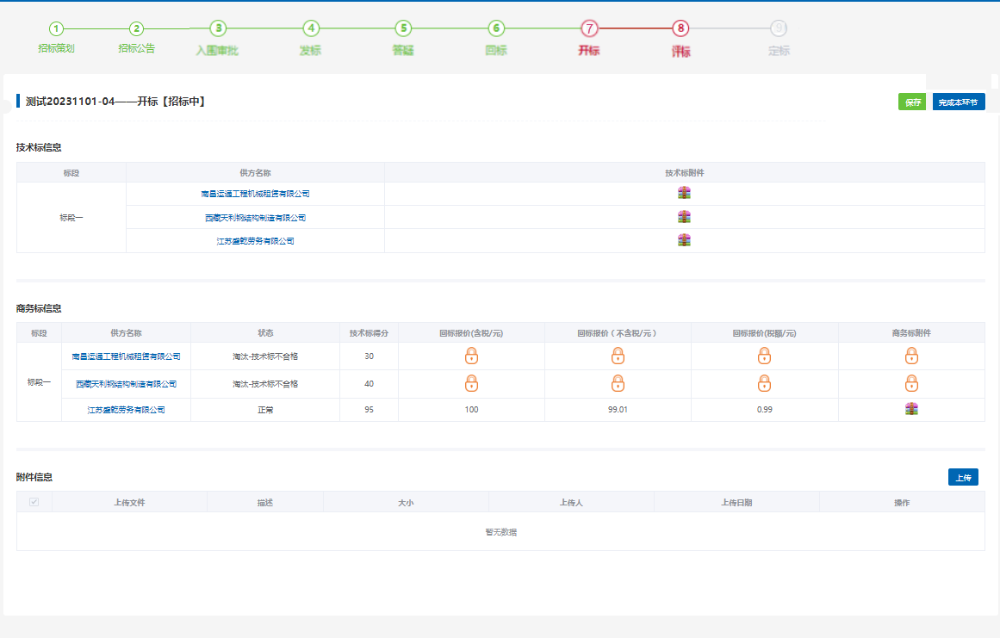 1 2 3 4 5 6 7 8 9
招标策划 招标公告 入围审批 发标 答疑 回标 开标 评标 定标
测试20231101-04——开标【招标中】 保存 完成本环节
技术标信息
标段 供方名称 技术标附件
标段一 南昌运通工程机械租赁有限公司
西藏天利钢结构制造有限公司
江苏盛乾劳务有限公司
商务标信息
标段 供方名称 状态 技术标得分 回标报价(含税/元) 回标报价（不含税/元） 回标报价(税额/元) 商务标附件
标段一 南昌运通工程机械租赁有限公司 淘汰-技术标不合格 30
西藏天利钢结构制造有限公司 淘汰-技术标不合格 40
江苏盛乾劳务有限公司 正常 95 100 99.01 0.99
附件信息 上传
上传文件 描述 大小 上传人 上传日期 操作
暂无数据